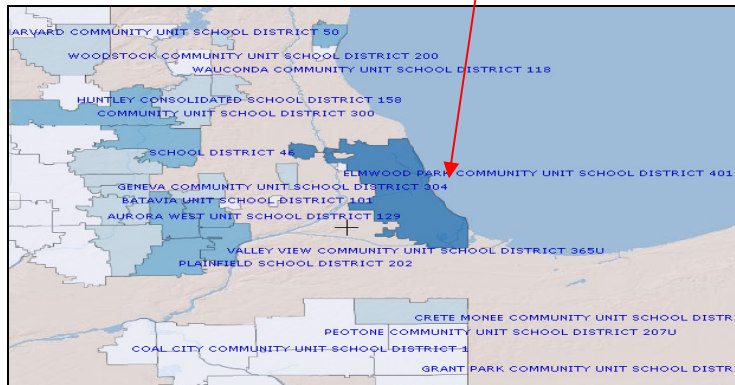 HARVARD COMMUNITY UNIT SCHOOL DISTRICT 50
WOODSTOCK COMMUNITY UNIT SCHOOL DISTRICT 200
WAUCONDA COMMUNITY UNIT SCHOOL DISTRICT 118
HUNTLEY CONSOLIDATED SCHOOL DISTRICT 158
COMMUNITY UNIT SCHOOL DISTRICT 300
SCHOOL DISTRICT 46
ELMWOOD PARK COMMUNITY UNIT SCHOOL DISTRICT 401
GENEVA COMMUNITY UNIT SCHOOL DISTRICT 304
BATAVIA UNIT SCHOOL DISTRICT 101
AURORA WEST UNIT SCHOOL DISTRICT 129
VALLEY VIEW COMMUNITY UNIT SCHOOL DISTRICT 365U
PLAINFIELD SCHOOL DISTRICT 202
CRETE MONEE COMMUNITY UNIT SCHOOL DISTR
PEOTONE COMMUNITY UNIT SCHOOL DISTRICT 207U
COAL CITY COMMUNITY UNIT SCHOOL DISTRICT 1
GRANT PARK COMMUNITY UNIT SCHOOL DISTR